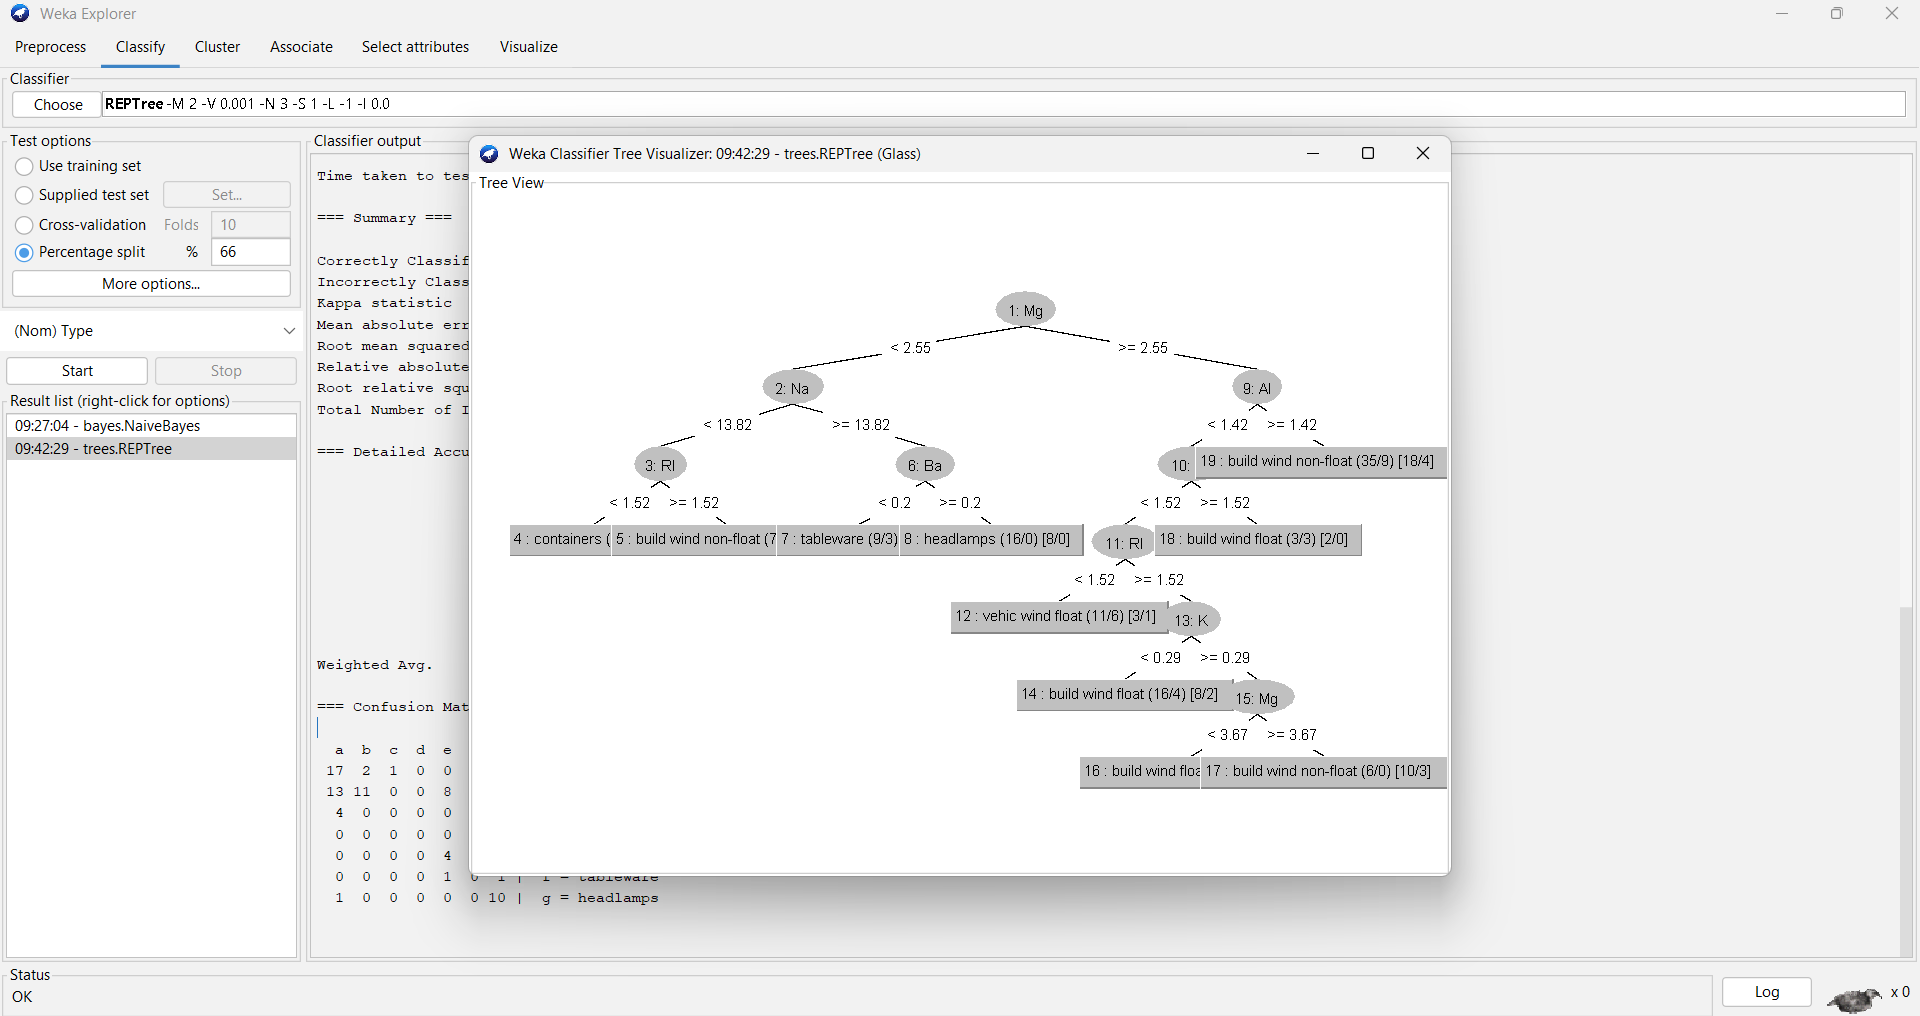 Weka Explorer
Preprocess Classify Cluster Associate Select attributes Visualize
Classifier
Choose REPTree -M 2 -V 0.001 -N 3 -S 1 -L -1 -I 0.0
Test options
Use training set
Supplied test set Set...
Cross-validation Folds 10
Percentage split % 66
More options...
(Nom) Type
Start Stop
Result list (right-click for options)
09:27:04 - bayes.NaiveBayes
09:42:29 - trees.REPTree
Classifier output
Time taken to tes
=== Summary ===
Correctly Classif
Incorrectly Class
Kappa statistic
Mean absolute err
Root mean squared
Relative absolute
Root relative squ
Total Number of I
=== Detailed Accu
Weighted Avg.
=== Confusion Mat
a b c d e
17 2 1 0 0
13 11 0 0 8
4 0 0 0 0
0 0 0 0 0
0 0 0 0 4
0 0 0 0 1 0 1 | f = tableware
1 0 0 0 0 0 10 | g = headlamps
Weka Classifier Tree Visualizer: 09:42:29 - trees.REPTree (Glass)
Tree View
1: Mg
< 2.55 >= 2.55
2: Na 9: Al
< 13.82 >= 13.82 < 1.42 >= 1.42
3: RI 6: Ba 10: 19 : build wind non-float (35/9) [18/4]
< 1.52 >= 1.52 < 0.2 >= 0.2 < 1.52 >= 1.52
4 : containers ( 5 : build wind non-float (7 7 : tableware (9/3) 8 : headlamps (16/0) [8/0] 11: RI 18 : build wind float (3/3) [2/0]
< 1.52 >= 1.52
12 : vehic wind float (11/6) [3/1] 13: K
< 0.29 >= 0.29
14 : build wind float (16/4) [8/2] 15: Mg
< 3.67 >= 3.67
16 : build wind floa 17 : build wind non-float (6/0) [10/3]
Status
OK
Log x 0